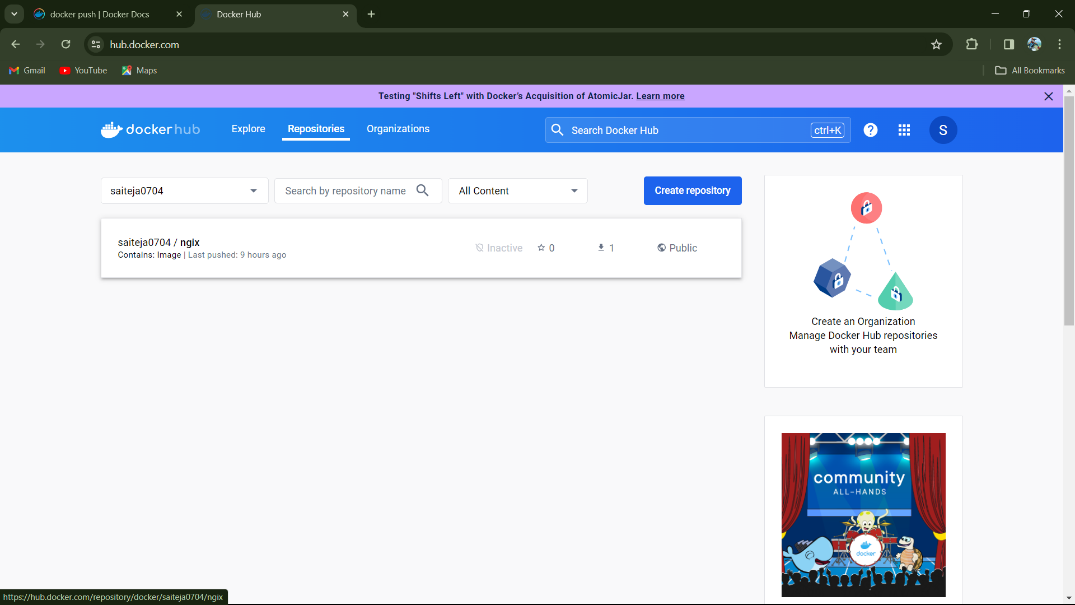 docker push | Docker Docs
Docker Hub
hub.docker.com
Gmail
YouTube
Maps
All Bookmarks
Testing "Shifts Left" with Docker's Acquisition of AtomicJar. Learn more
dockerhub
Explore
Repositories
Organizations
Search Docker Hub
ctrl+K
S
saiteja0704
Search by repository name
All Content
Create repository
saiteja0704 / ngix
Contains: Image | Last pushed: 9 hours ago
Inactive
0
1
Public
Create an Organization
Manage Docker Hub repositories
with your team
community
ALL-HANDS
docker
https://hub.docker.com/repository/docker/saiteja0704/ngix